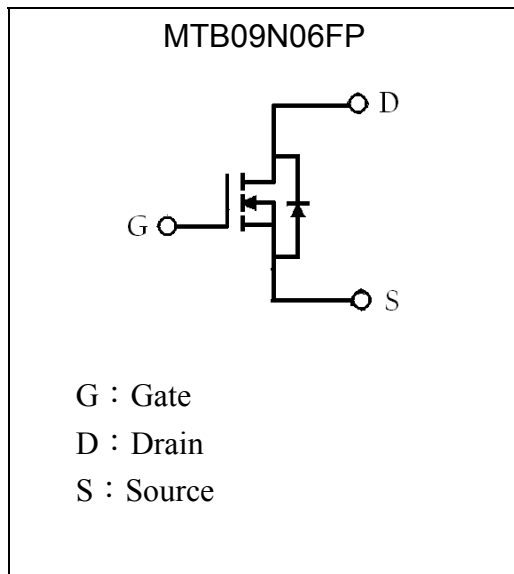 MTB09N06FP
D
G
S
G：Gate
D：Drain
S：Source